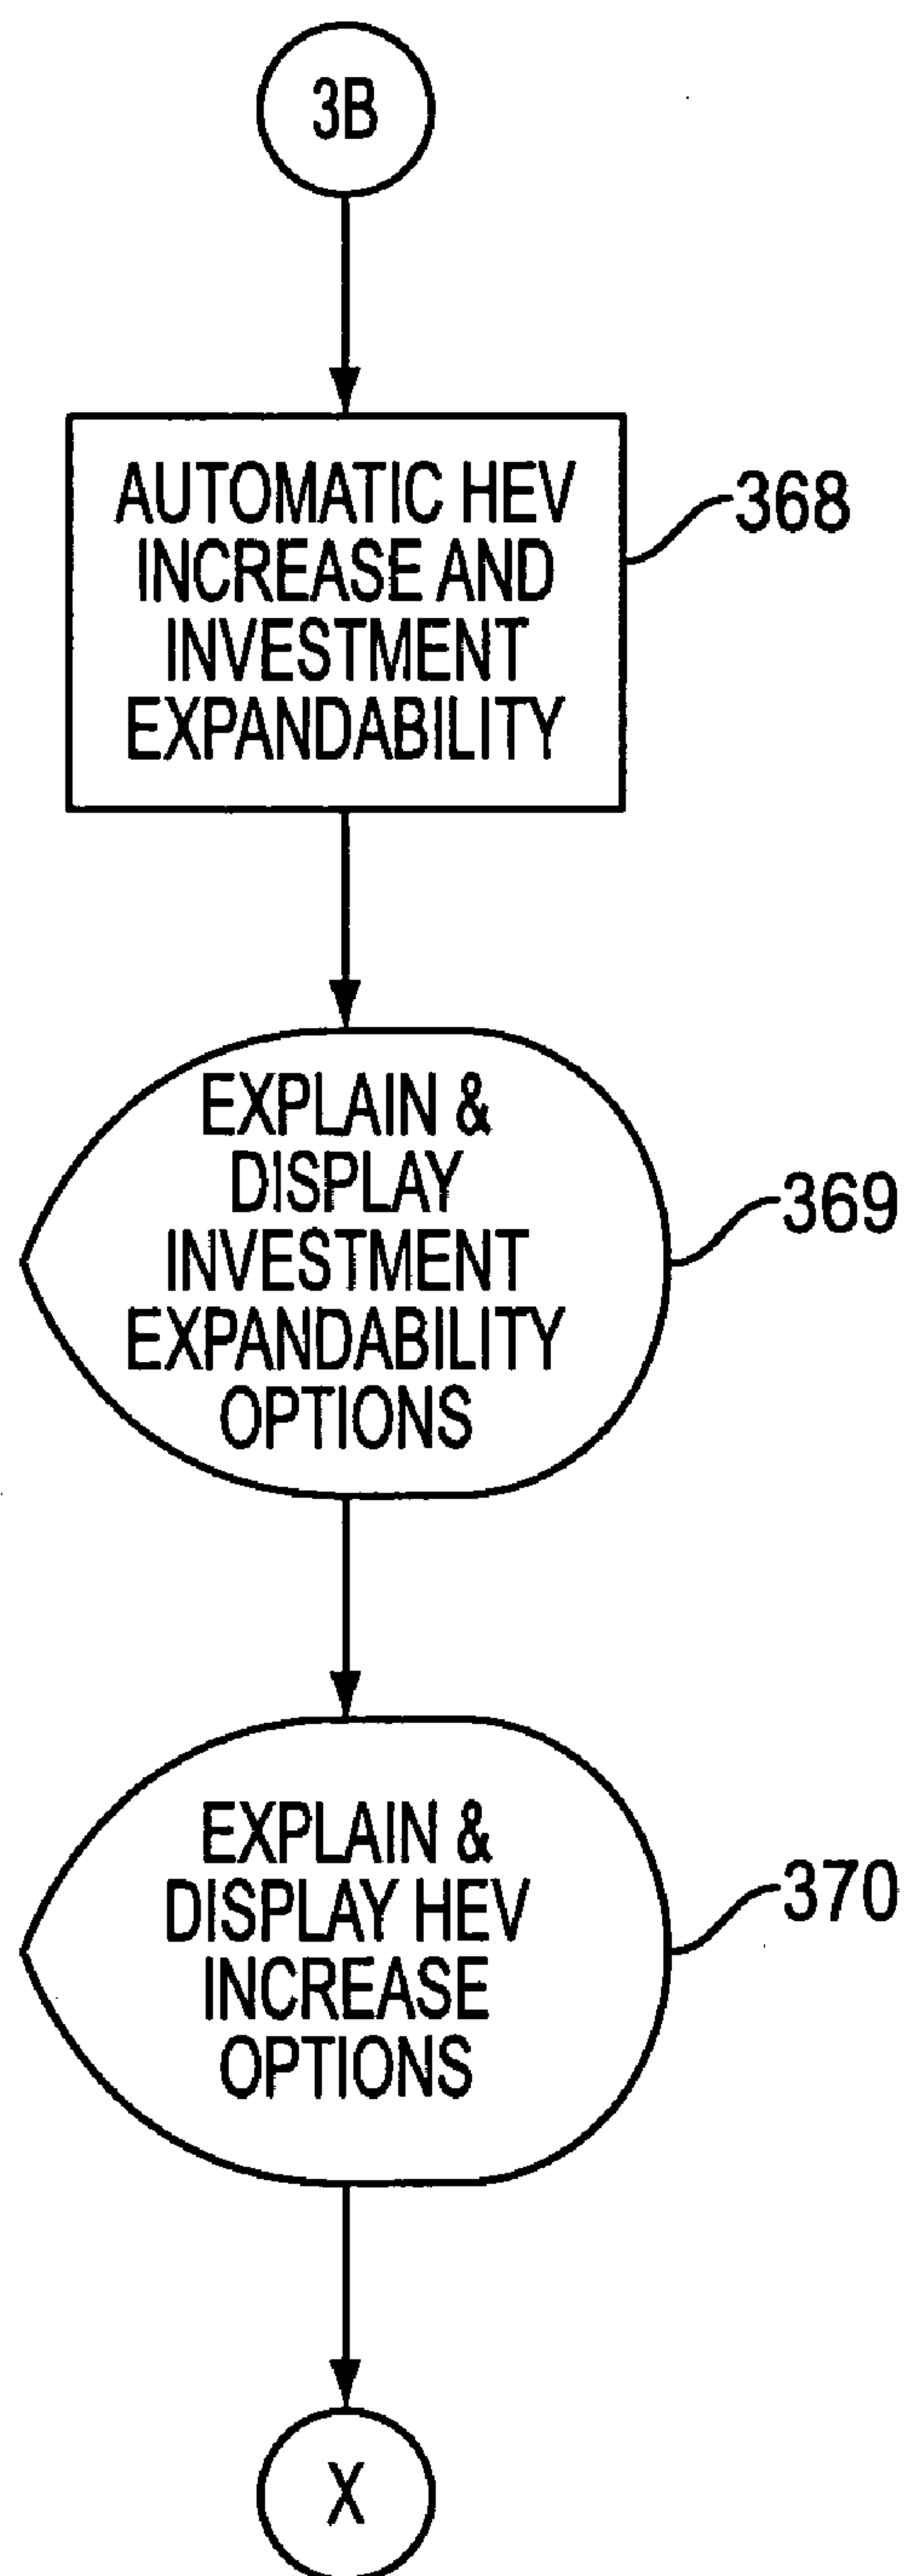 3B
AUTOMATIC HEV
INCREASE AND
INVESTMENT
EXPANDABILITY
368
EXPLAIN &
DISPLAY
INVESTMENT
EXPANDABILITY
OPTIONS
369
EXPLAIN &
DISPLAY HEV
INCREASE
OPTIONS
370
X